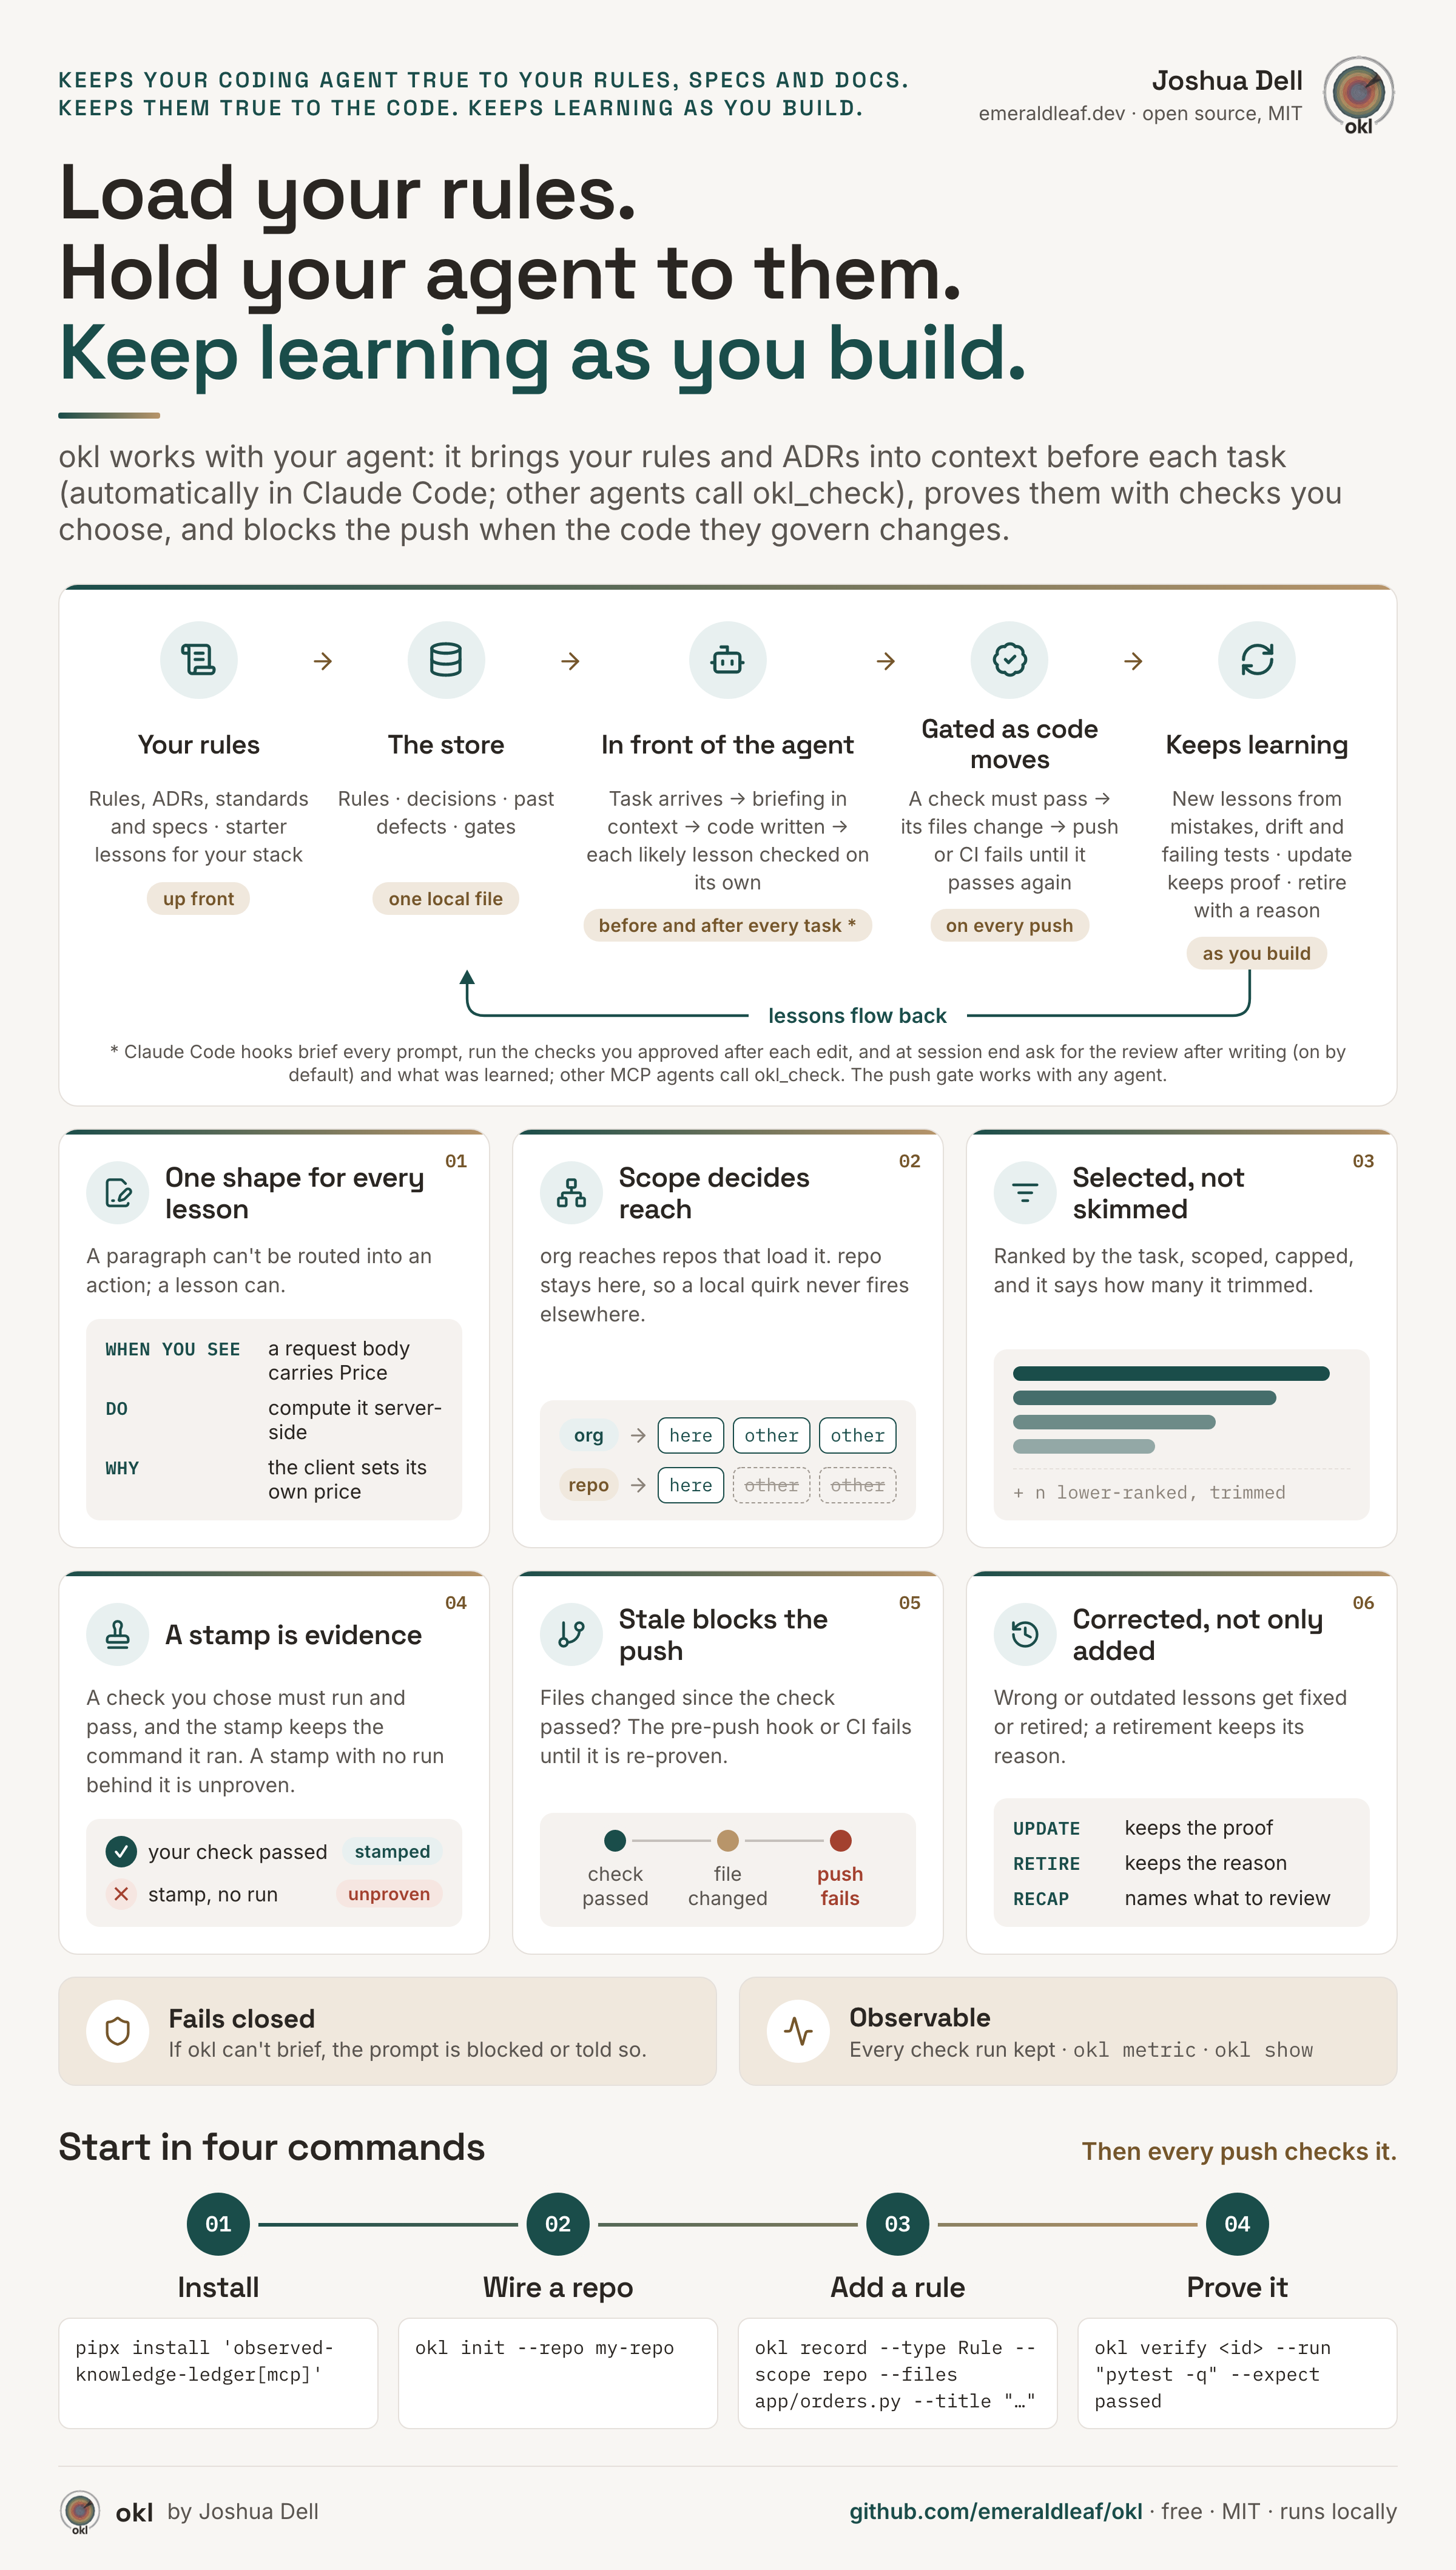 KEEPS YOUR CODING AGENT TRUE TO YOUR RULES, SPECS AND DOCS.
KEEPS THEM TRUE TO THE CODE. KEEPS LEARNING AS YOU BUILD.
Joshua Dell
emeraldleaf.dev · open source, MIT
okl
Load your rules.
Hold your agent to them.
Keep learning as you build.
okl works with your agent: it brings your rules and ADRs into context before each task
(automatically in Claude Code; other agents call okl_check), proves them with checks you
choose, and blocks the push when the code they govern changes.
Your rules
Rules, ADRs, standards
and specs · starter
lessons for your stack
up front
The store
Rules · decisions · past
defects · gates
one local file
In front of the agent
Task arrives → briefing in
context → code written →
each likely lesson checked on
its own
before and after every task *
Gated as code
moves
A check must pass →
its files change → push
or CI fails until it
passes again
on every push
Keeps learning
New lessons from
mistakes, drift and
failing tests · update
keeps proof · retire
with a reason
as you build
lessons flow back
* Claude Code hooks brief every prompt, run the checks you approved after each edit, and at session end ask for the review after writing (on by
default) and what was learned; other MCP agents call okl_check. The push gate works with any agent.
01
One shape for every
lesson
A paragraph can't be routed into an
action; a lesson can.
WHEN YOU SEE a request body
carries Price
DO compute it server-
side
WHY the client sets its
own price
02
Scope decides
reach
org reaches repos that load it. repo
stays here, so a local quirk never fires
elsewhere.
org → here other other
repo → here other other
03
Selected, not
skimmed
Ranked by the task, scoped, capped,
and it says how many it trimmed.
+ n lower-ranked, trimmed
04
A stamp is evidence
A check you chose must run and
pass, and the stamp keeps the
command it ran. A stamp with no run
behind it is unproven.
your check passed stamped
stamp, no run unproven
05
Stale blocks the
push
Files changed since the check
passed? The pre-push hook or CI fails
until it is re-proven.
check
passed
file
changed
push
fails
06
Corrected, not only
added
Wrong or outdated lessons get fixed
or retired; a retirement keeps its
reason.
UPDATE keeps the proof
RETIRE keeps the reason
RECAP names what to review
Fails closed
If okl can't brief, the prompt is blocked or told so.
Observable
Every check run kept · okl metric · okl show
Start in four commands
Then every push checks it.
01
Install
pipx install 'observed-
knowledge-ledger[mcp]'
02
Wire a repo
okl init --repo my-repo
03
Add a rule
okl record --type Rule --
scope repo --files
app/orders.py --title "…"
04
Prove it
okl verify <id> --run
"pytest -q" --expect
passed
okl
okl by Joshua Dell
github.com/emeraldleaf/okl · free · MIT · runs locally